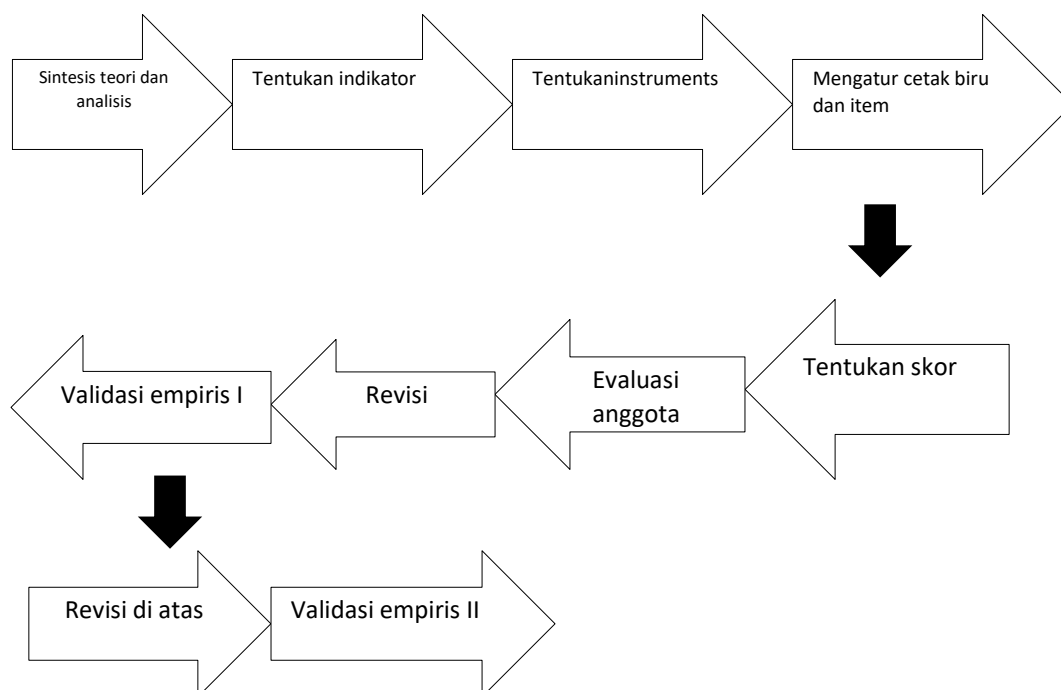 Sintesis teori dan
analisis
Tentukan indikator
Tentukaninstruments
Mengatur cetak biru
dan item
Tentukan skor
Evaluasi
anggota
Revisi
Validasi empiris I
Revisi di atas
Validasi empiris II